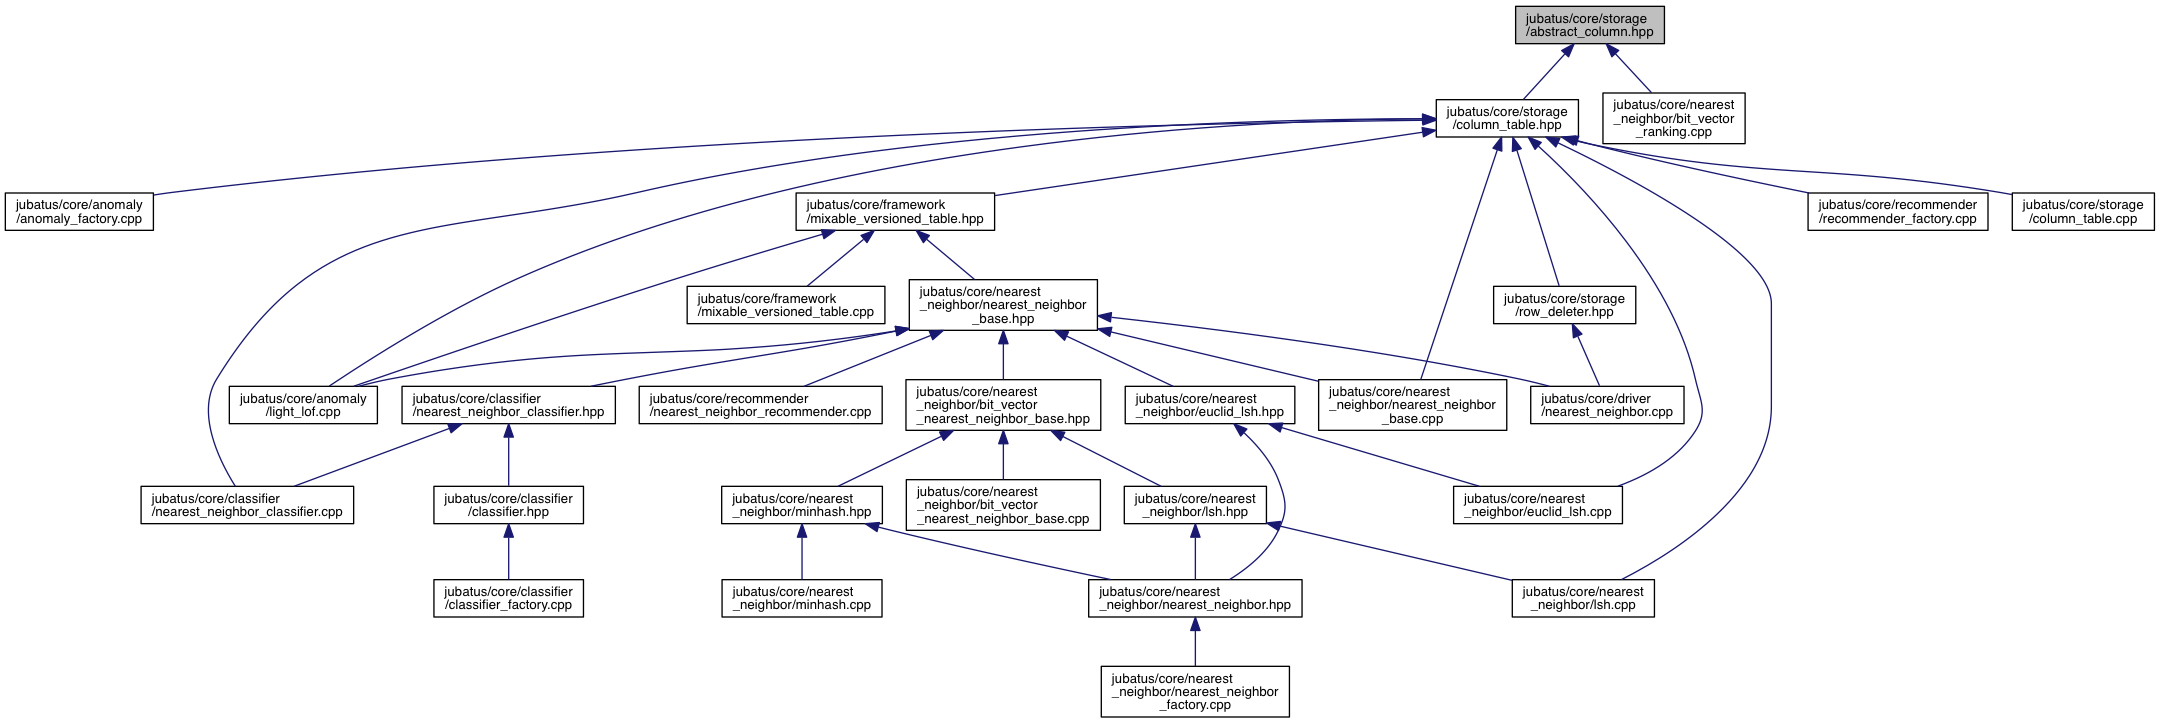 jubatus/core/storage
/abstract_column.hpp
jubatus/core/storage
/column_table.hpp
jubatus/core/nearest
_neighbor/bit_vector
_ranking.cpp
jubatus/core/anomaly
/anomaly_factory.cpp
jubatus/core/framework
/mixable_versioned_table.hpp
jubatus/core/recommender
/recommender_factory.cpp
jubatus/core/storage
/column_table.cpp
jubatus/core/framework
/mixable_versioned_table.cpp
jubatus/core/nearest
_neighbor/nearest_neighbor
_base.hpp
jubatus/core/storage
/row_deleter.hpp
jubatus/core/anomaly
/light_lof.cpp
jubatus/core/classifier
/nearest_neighbor_classifier.hpp
jubatus/core/recommender
/nearest_neighbor_recommender.cpp
jubatus/core/nearest
_neighbor/bit_vector
_nearest_neighbor_base.hpp
jubatus/core/nearest
_neighbor/euclid_lsh.hpp
jubatus/core/nearest
_neighbor/nearest_neighbor
_base.cpp
jubatus/core/driver
/nearest_neighbor.cpp
jubatus/core/classifier
/nearest_neighbor_classifier.cpp
jubatus/core/classifier
/classifier.hpp
jubatus/core/nearest
_neighbor/minhash.hpp
jubatus/core/nearest
_neighbor/bit_vector
_nearest_neighbor_base.cpp
jubatus/core/nearest
_neighbor/lsh.hpp
jubatus/core/nearest
_neighbor/euclid_lsh.cpp
jubatus/core/classifier
/classifier_factory.cpp
jubatus/core/nearest
_neighbor/minhash.cpp
jubatus/core/nearest
_neighbor/nearest_neighbor.hpp
jubatus/core/nearest
_neighbor/lsh.cpp
jubatus/core/nearest
_neighbor/nearest_neighbor
_factory.cpp